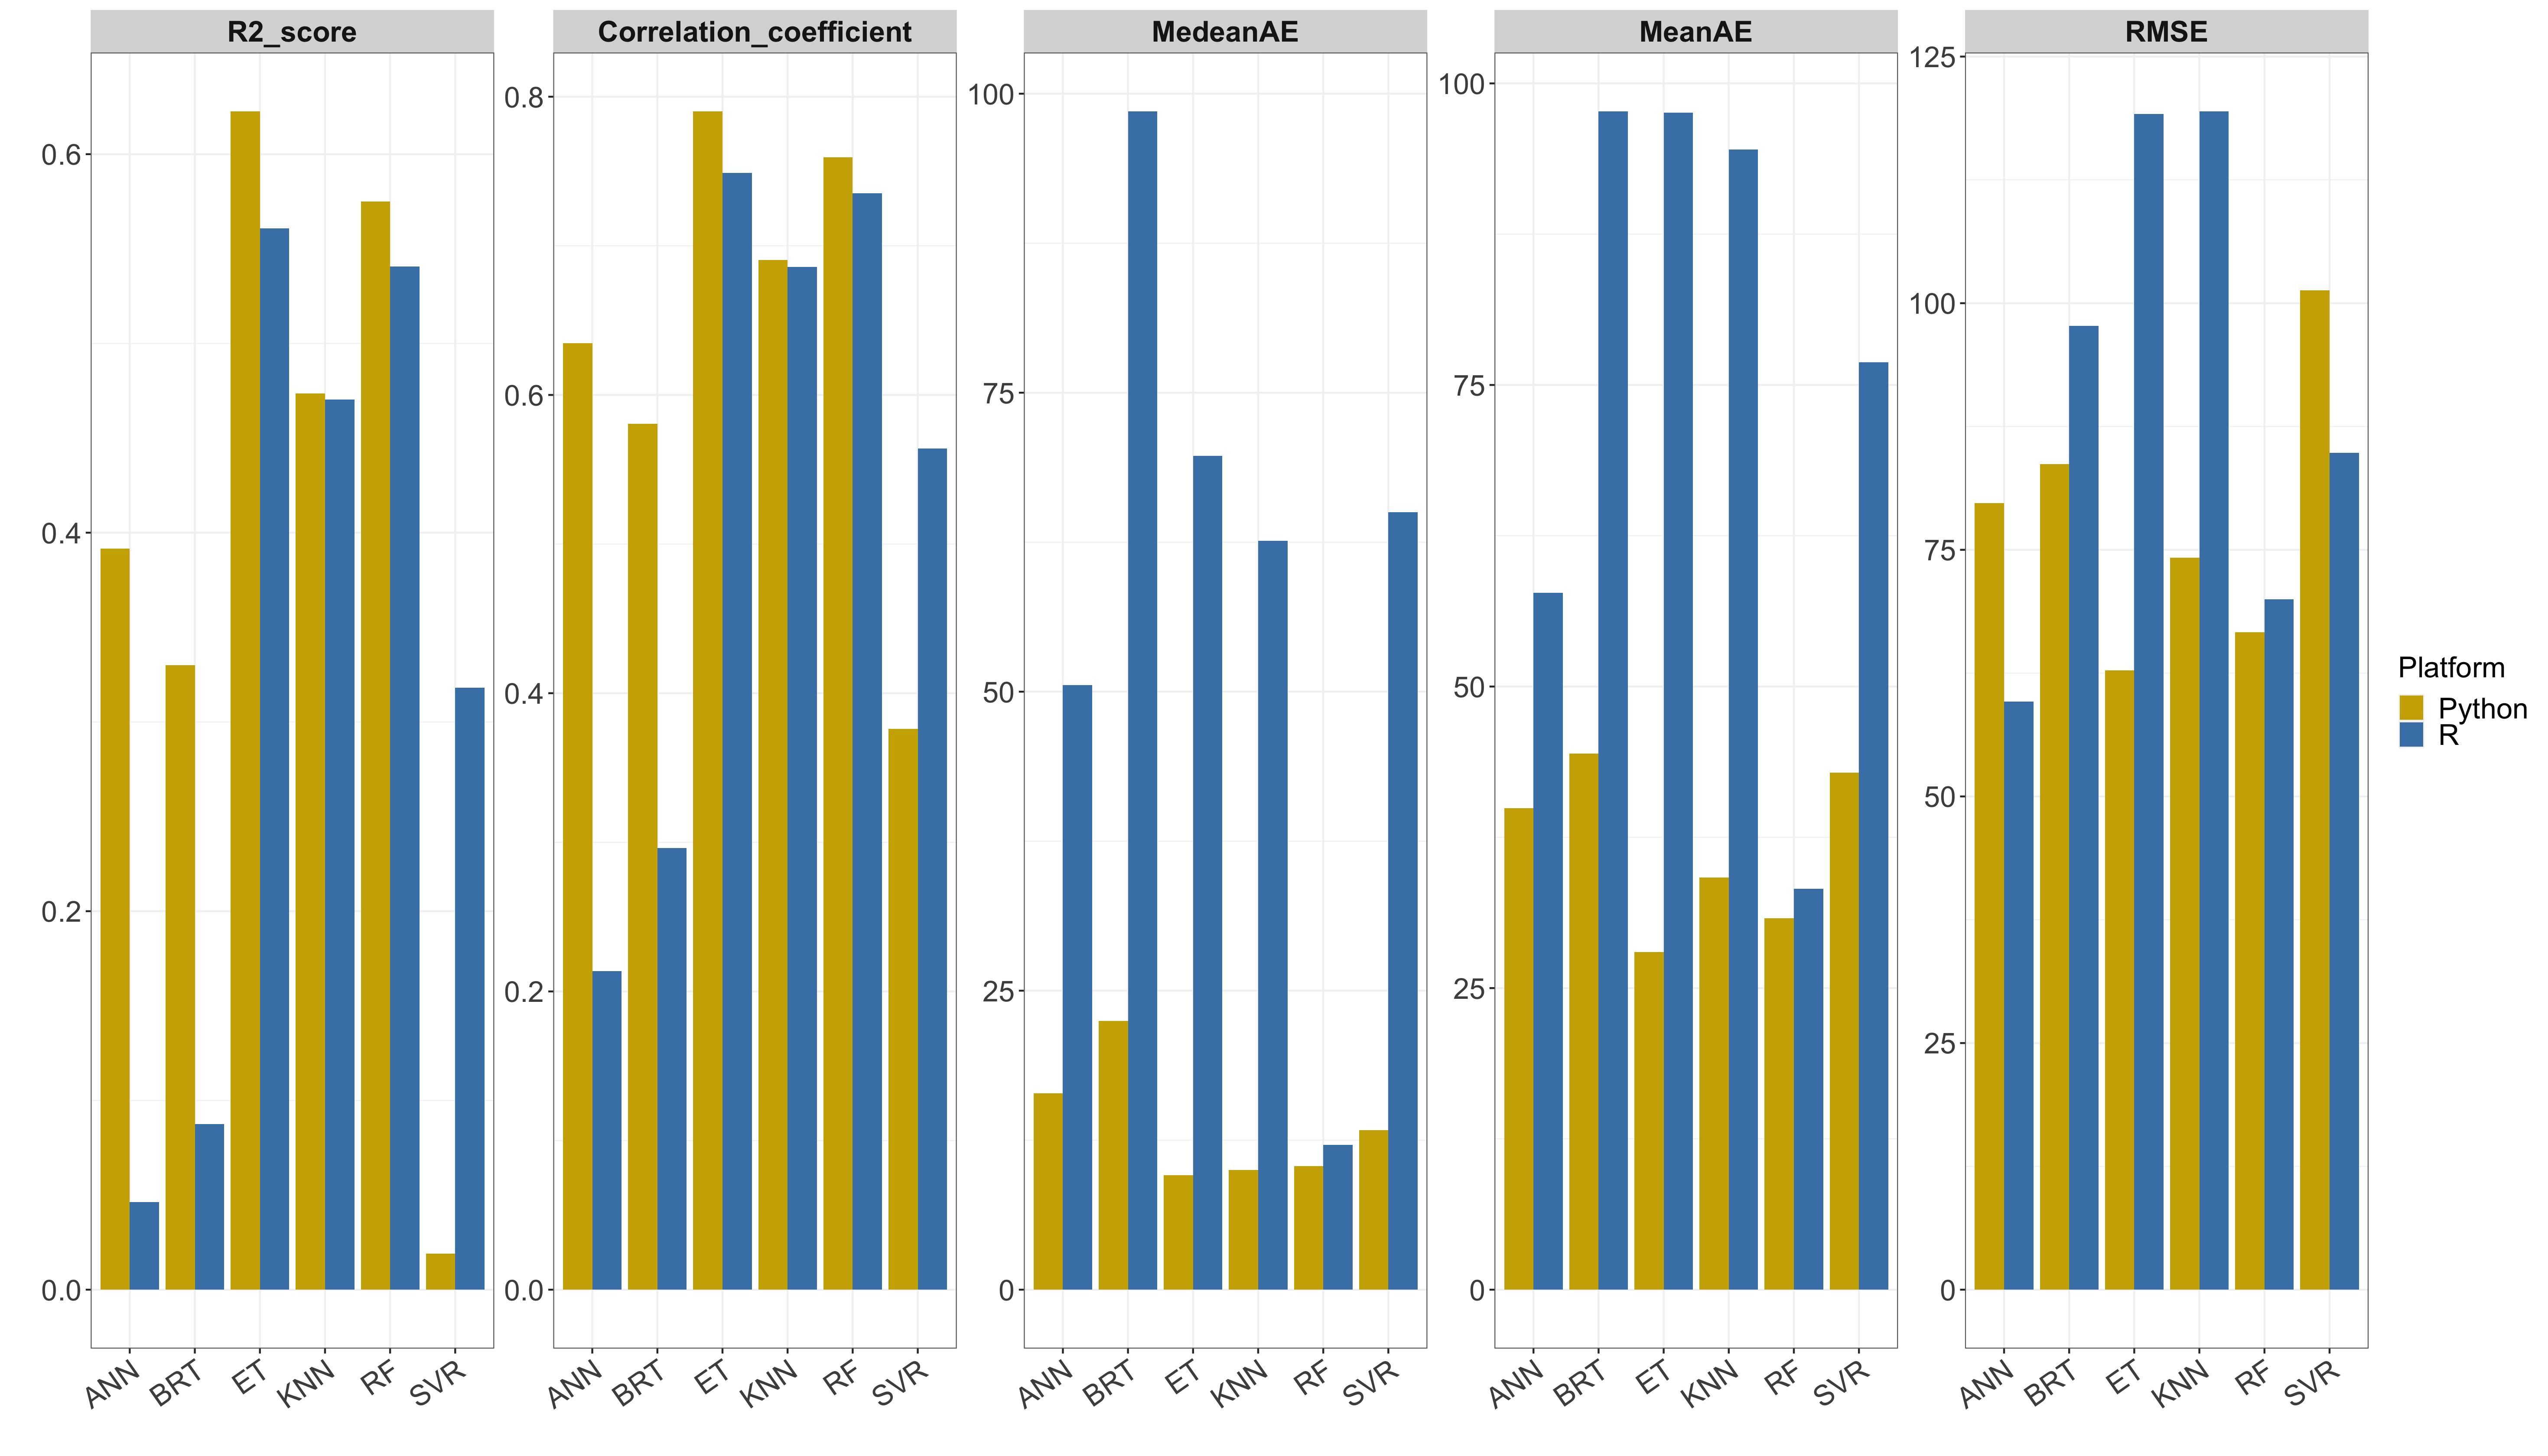 R2_score
Correlation_coefficient
MedeanAE
MeanAE
RMSE
0.6
0.4
0.2
0.0
ANN
BRT
ET
KNN
RF
SVR
0.8
0.6
0.4
0.2
0.0
ANN
BRT
ET
KNN
RF
SVR
100
75
50
25
0
ANN
BRT
ET
KNN
RF
SVR
100
75
50
25
0
ANN
BRT
ET
KNN
RF
SVR
125
100
75
50
25
0
ANN
BRT
ET
KNN
RF
SVR
Platform
Python
R